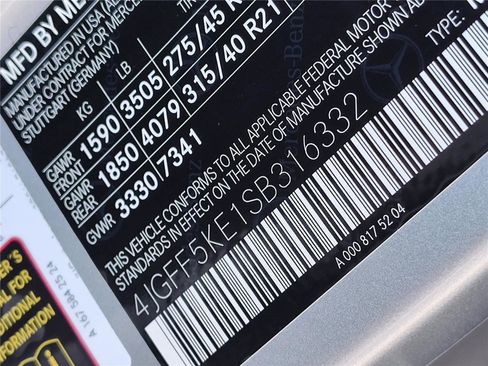 MFD BY ME
MANUFACTURED IN USA (AL
UNDER CONTRACT FOR MERCE
STUTTGART (GERMANY)
KG LB
GAWR FRONT 1590 3505 275/45 R
GAWR REAR 1850 4079 315/40 R21
GVWR 3330 7341
THIS VEHICLE CONFORMS TO ALL APPLICABLE FEDERAL MOTOR
STANDARDS IN EFFECT ON THE DATE OF MANUFACTURE SHOWN
4JGFF5KE1SB316332
TYPE:
A 000 817 52 04
A 167 584 25 24